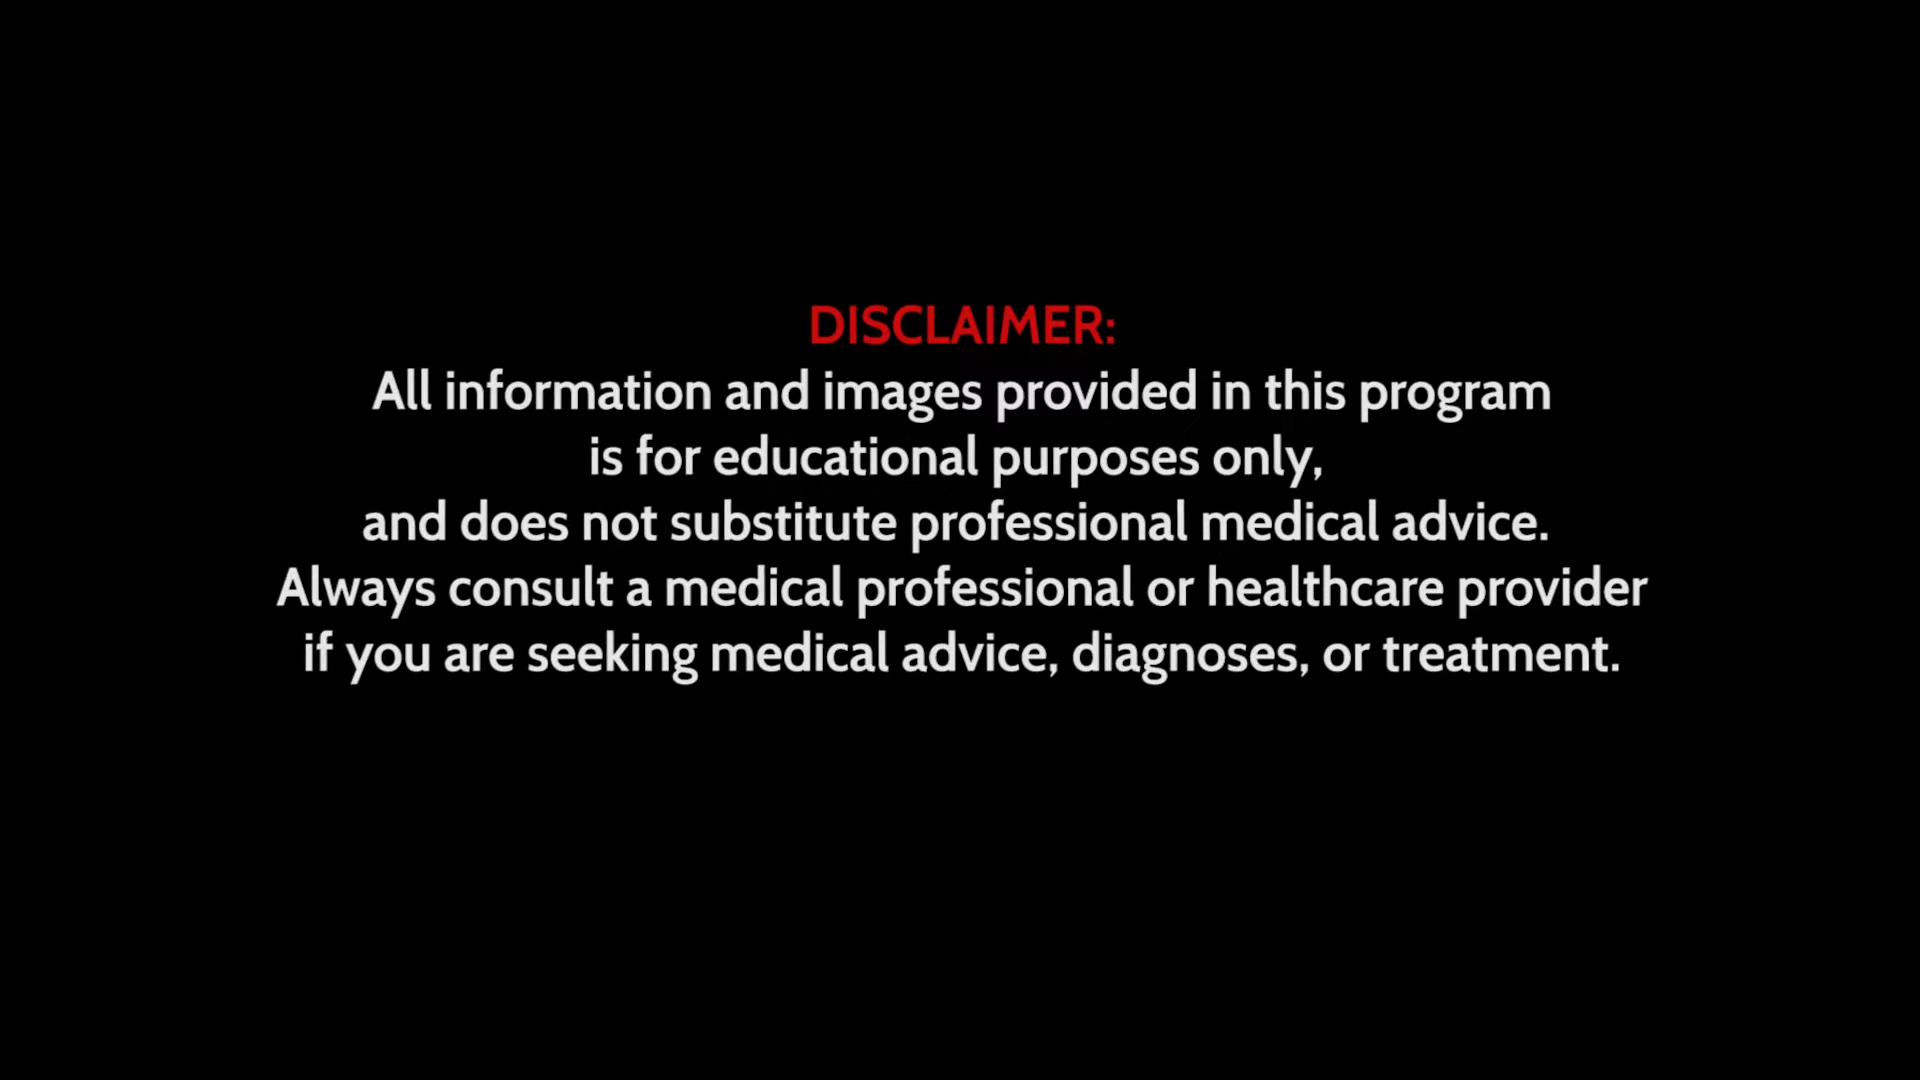 DISCLAIMER:
All information and images provided in this program
is for educational purposes only,
and does not substitute professional medical advice.
Always consult a medical professional or healthcare provider
if you are seeking medical advice, diagnoses, or treatment.